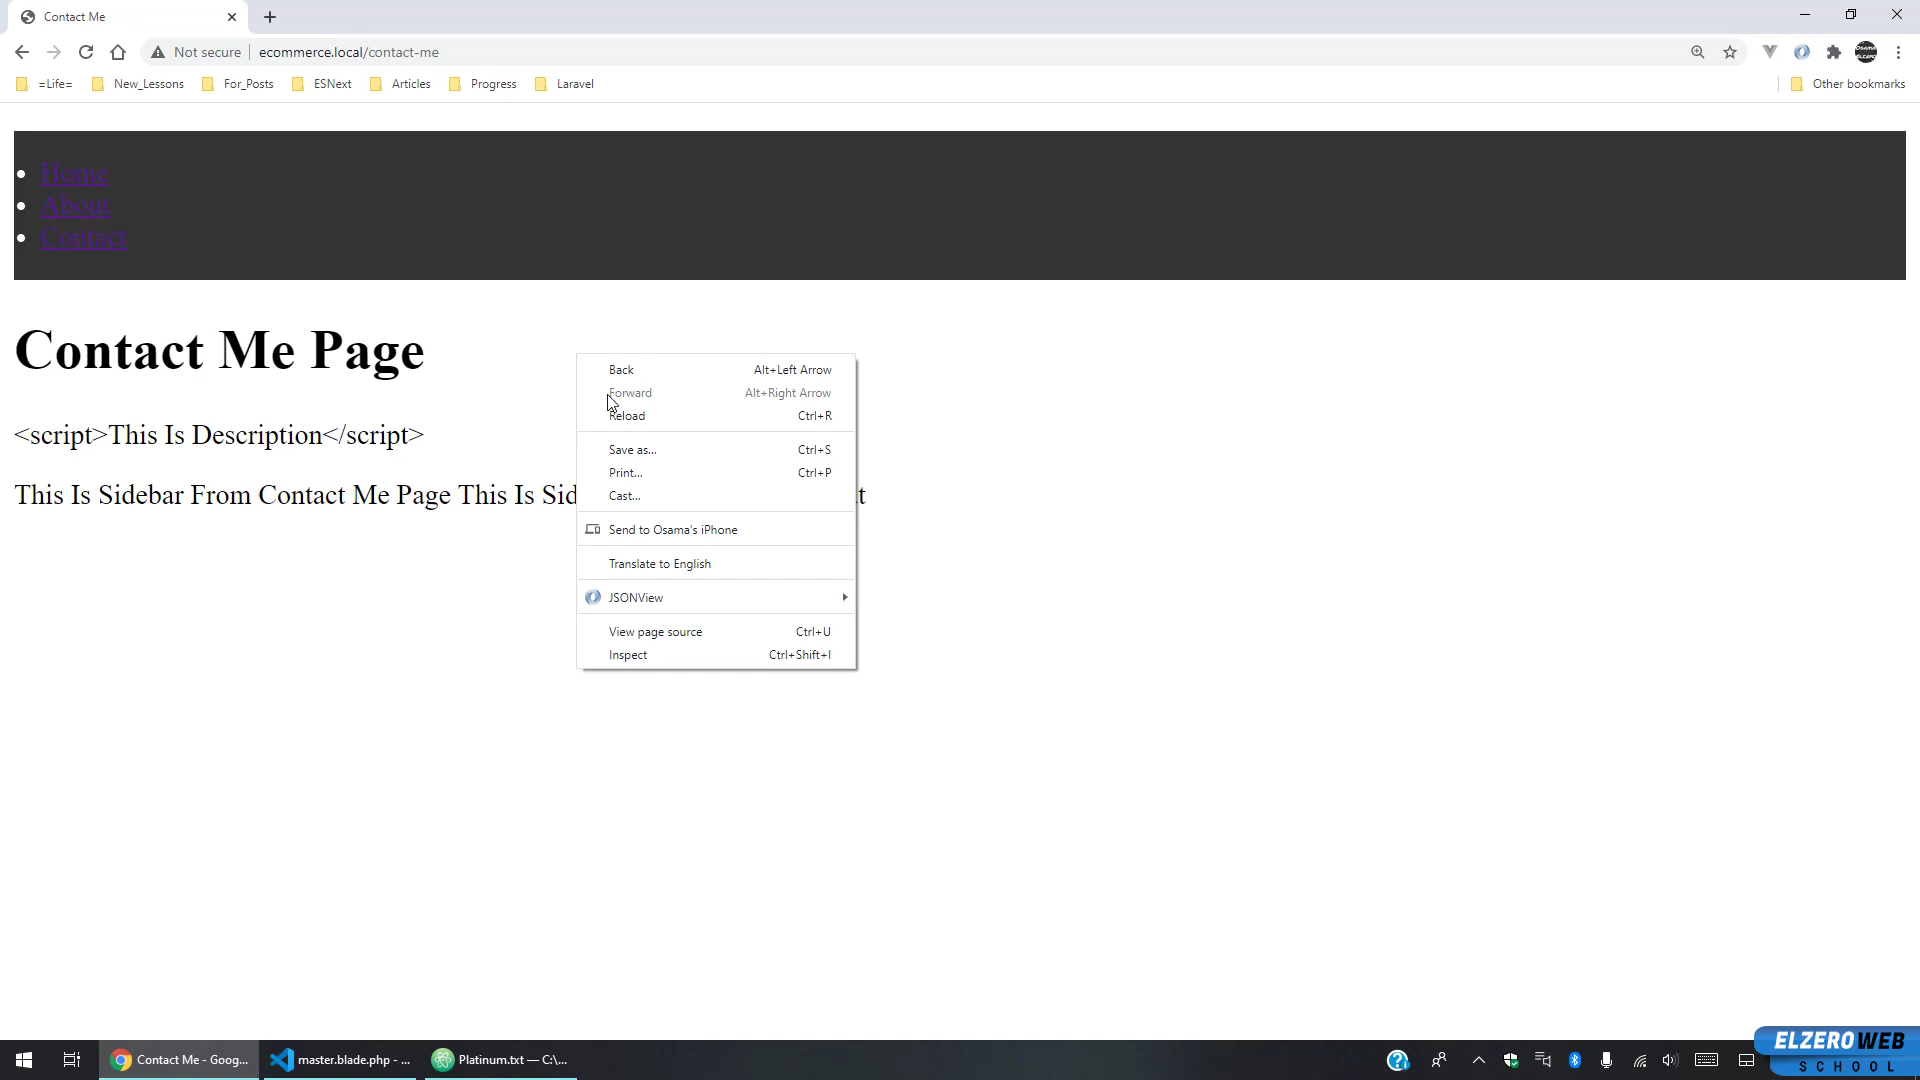 Contact Me
Not secure
ecommerce.local/contact-me
=Life=
New_Lessons
For_Posts
ESNext
Articles
Progress
Laravel
Other bookmarks
Home
About
Contact
Contact Me Page
<script>This Is Description</script>
This Is Sidebar From Contact Me Page This Is Sid
t
Back Alt+Left Arrow
Forward Alt+Right Arrow
Reload Ctrl+R
Save as... Ctrl+S
Print... Ctrl+P
Cast...
Send to Osama's iPhone
Translate to English
JSONView
View page source Ctrl+U
Inspect Ctrl+Shift+I
Contact Me - Goog...
master.blade.php - ...
Platinum.txt — C:\...
ELZERO WEB
SCHOOL